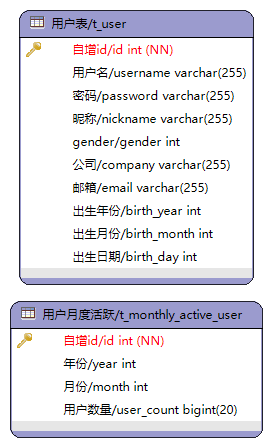 用户表/t_user
自增id/id int (NN)
用户名/username varchar(255)
密码/password varchar(255)
昵称/nickname varchar(255)
gender/gender int
公司/company varchar(255)
邮箱/email varchar(255)
出生年份/birth_year int
出生月份/birth_month int
出生日期/birth_day int
用户月度活跃/t_monthly_active_user
自增id/id int (NN)
年份/year int
月份/month int
用户数量/user_count bigint(20)